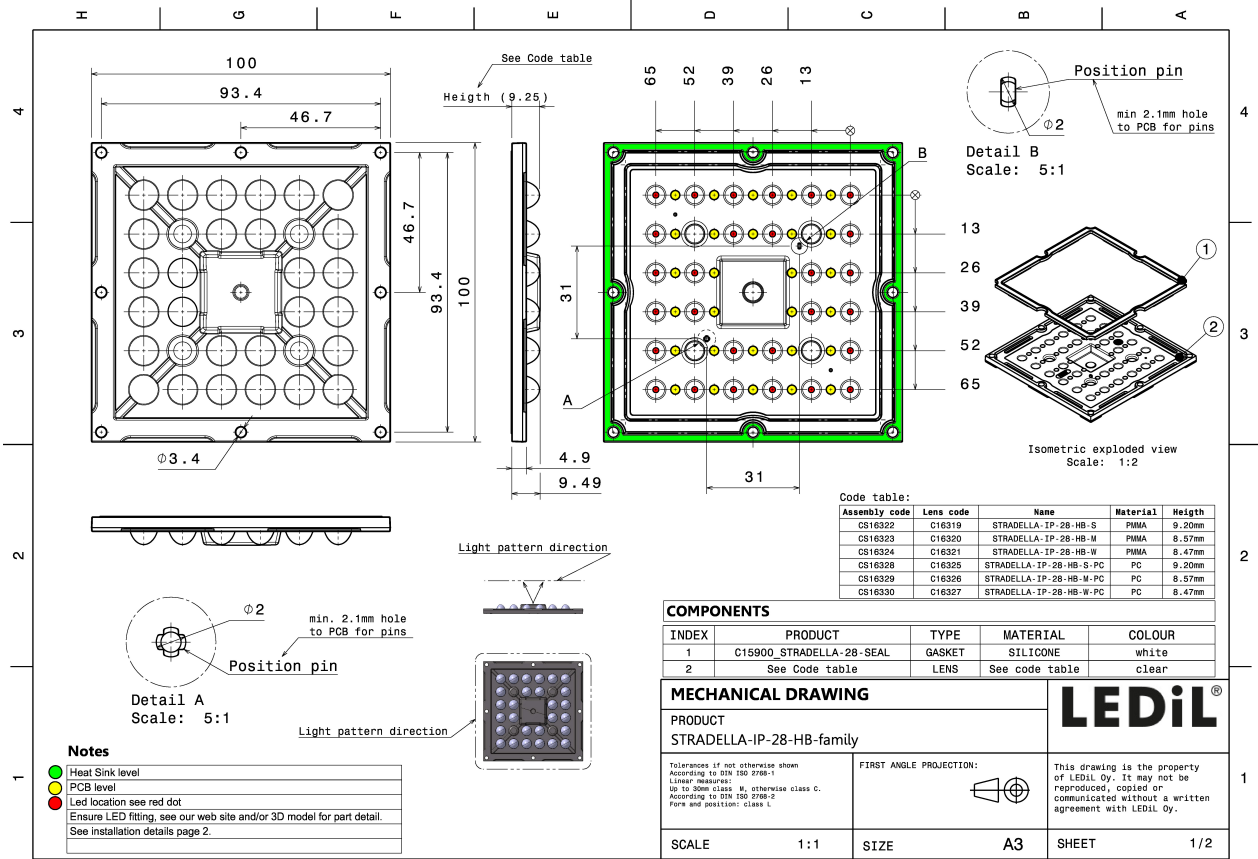 H G F E D C B A
4
3
2
1
4
3
2
1
100
93.4
46.7
46.7
93.4
100
Ø3.4
See Code table
Heigth (9.25)
4.9
9.49
65 52 39 26 13
B
13
26
39
52
65
31
A
31
Position pin
min 2.1mm hole
to PCB for pins
Ø2
Detail B
Scale: 5:1
1
2
Isometric exploded view
Scale: 1:2
Code table:
Assembly code Lens code Name Material Heigth
CS16322 C16319 STRADELLA-IP-28-HB-S PMMA 9.20mm
CS16323 C16320 STRADELLA-IP-28-HB-M PMMA 8.57mm
CS16324 C16321 STRADELLA-IP-28-HB-W PMMA 8.47mm
CS16328 C16325 STRADELLA-IP-28-HB-S-PC PC 9.20mm
CS16329 C16326 STRADELLA-IP-28-HB-M-PC PC 8.57mm
CS16330 C16327 STRADELLA-IP-28-HB-W-PC PC 8.47mm
Light pattern direction
Light pattern direction
Ø2
min. 2.1mm hole
to PCB for pins
Position pin
Detail A
Scale: 5:1
COMPONENTS
INDEX PRODUCT TYPE MATERIAL COLOUR
1 C15900_STRADELLA-28-SEAL GASKET SILICONE white
2 See Code table LENS See code table clear
MECHANICAL DRAWING
PRODUCT
STRADELLA-IP-28-HB-family
LEDiL®
Tolerances if not otherwise shown
According to DIN ISO 2768-1
Linear measures:
Up to 30mm class M, otherwise class C.
According to DIN ISO 2768-2
Form and position: class L
FIRST ANGLE PROJECTION:
This drawing is the property
of LEDiL Oy. It may not be
reproduced, copied or
communicated without a written
agreement with LEDiL Oy.
SCALE 1:1
SIZE A3
SHEET 1/2
Notes
Heat Sink level
PCB level
Led location see red dot
Ensure LED fitting, see our web site and/or 3D model for part detail.
See installation details page 2.